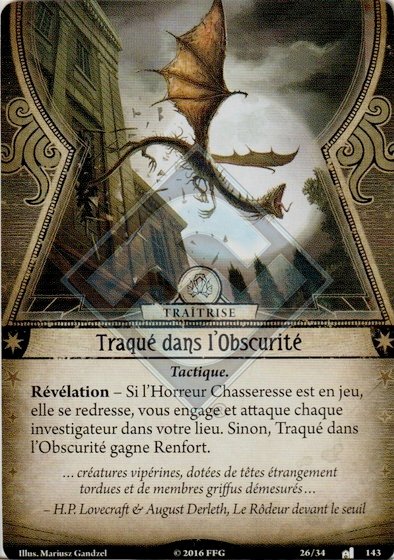 TRAÎTRISE
Traqué dans l'Obscurité
Tactique.
Révélation – Si l'Horreur Chasseresse est en jeu,
elle se redresse, vous engage et attaque chaque
investigateur dans votre lieu. Sinon, Traqué dans
l'Obscurité gagne Renfort.
… créatures vipérines, dotées de têtes étrangement
tordues et de membres griffus démesurés…
– H.P. Lovecraft & August Derleth, Le Rôdeur devant le seuil
Illus. Mariusz Gandzel © 2016 FFG 26/34 143